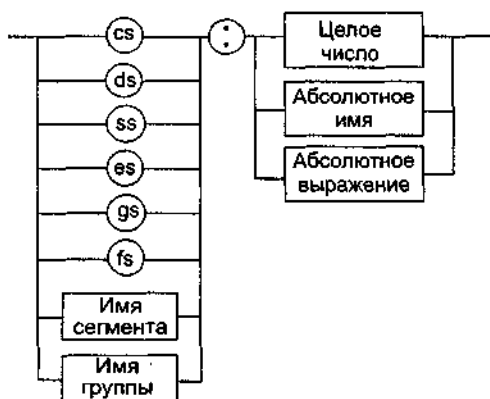 cs
:
ds
ss
es
gs
fs
Имя
сегмента
Имя
группы
Целое
число
Абсолютное
имя
Абсолютное
выражение